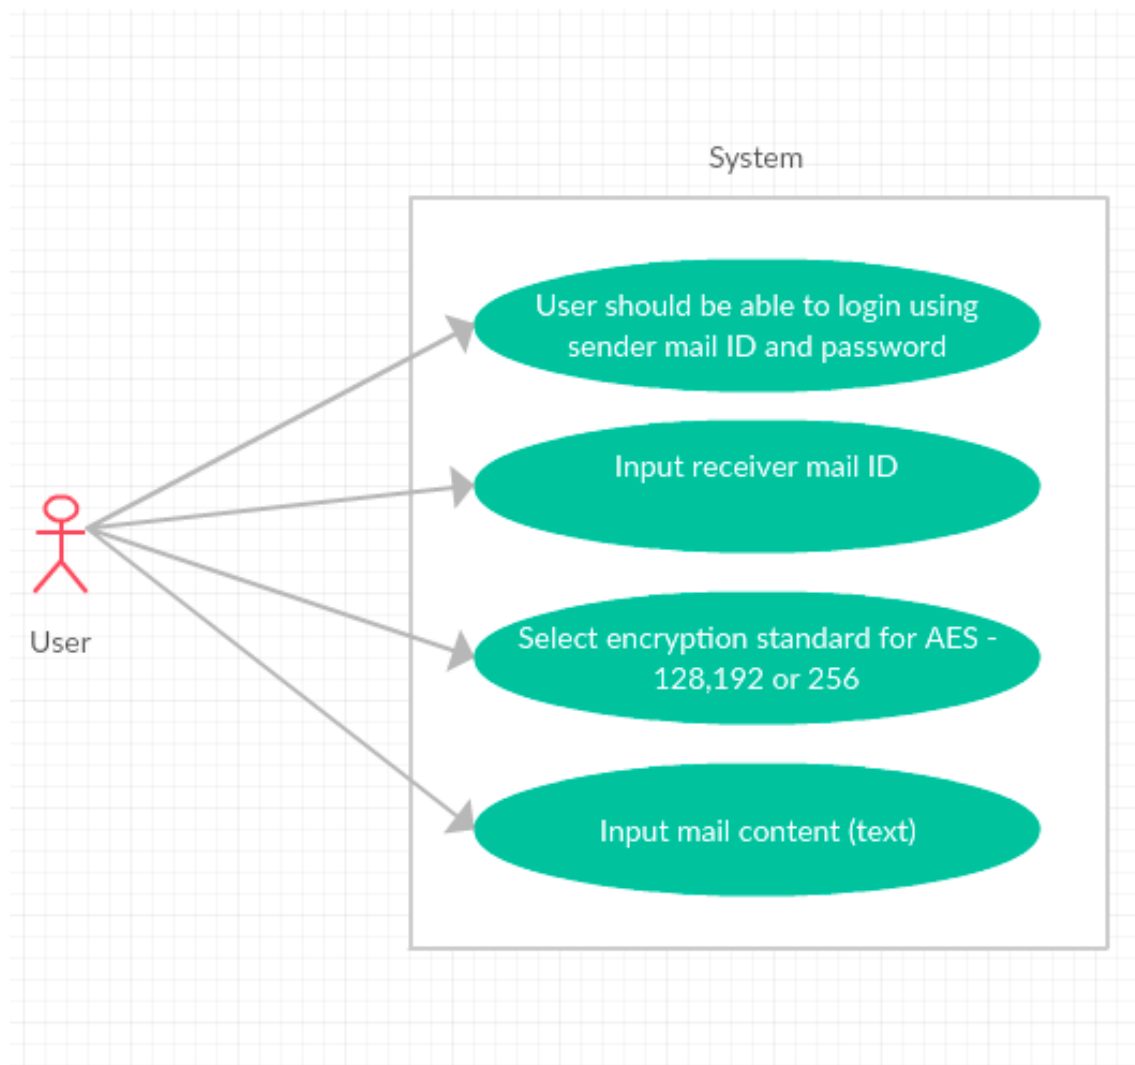 System
User should be able to login using
sender mail ID and password
Input receiver mail ID
User
Select encryption standard for AES -
128,192 or 256
Input mail content (text)